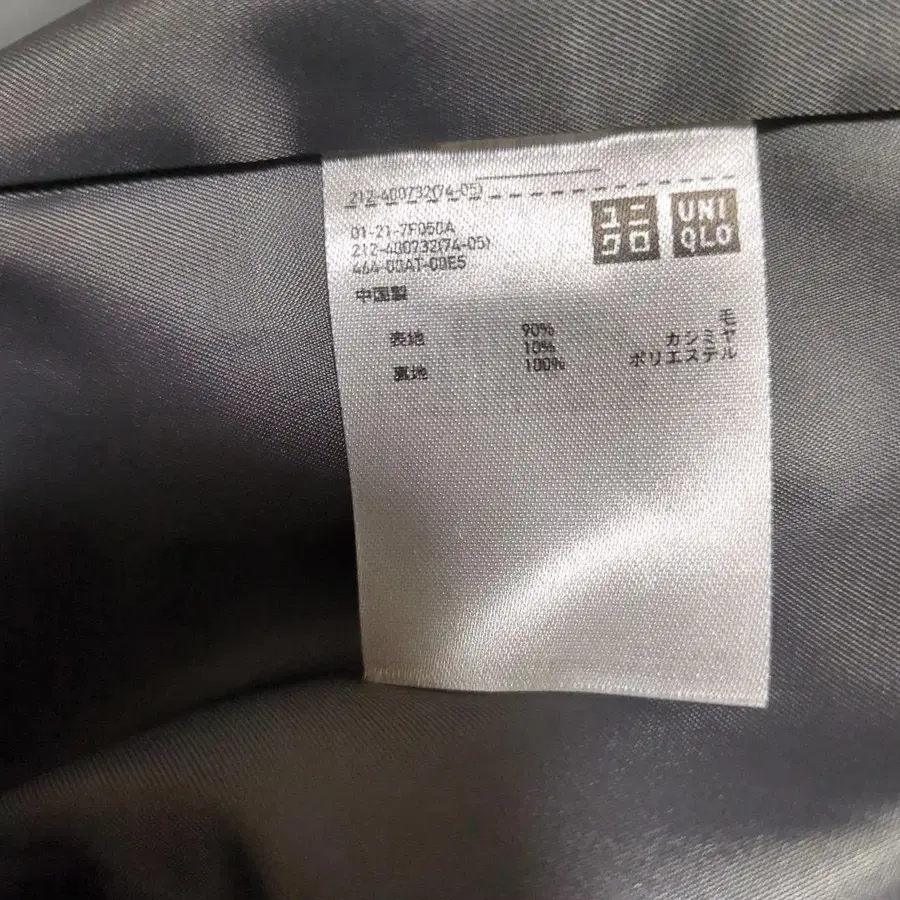 212-400732(74-05)
ユニクロ
UNIQLO
01-21-7F050A
212-400732(74-05)
464-00AT-00E5
中国製
表地 90% モ
10% カシミヤ
裏地 100% ポリエステル